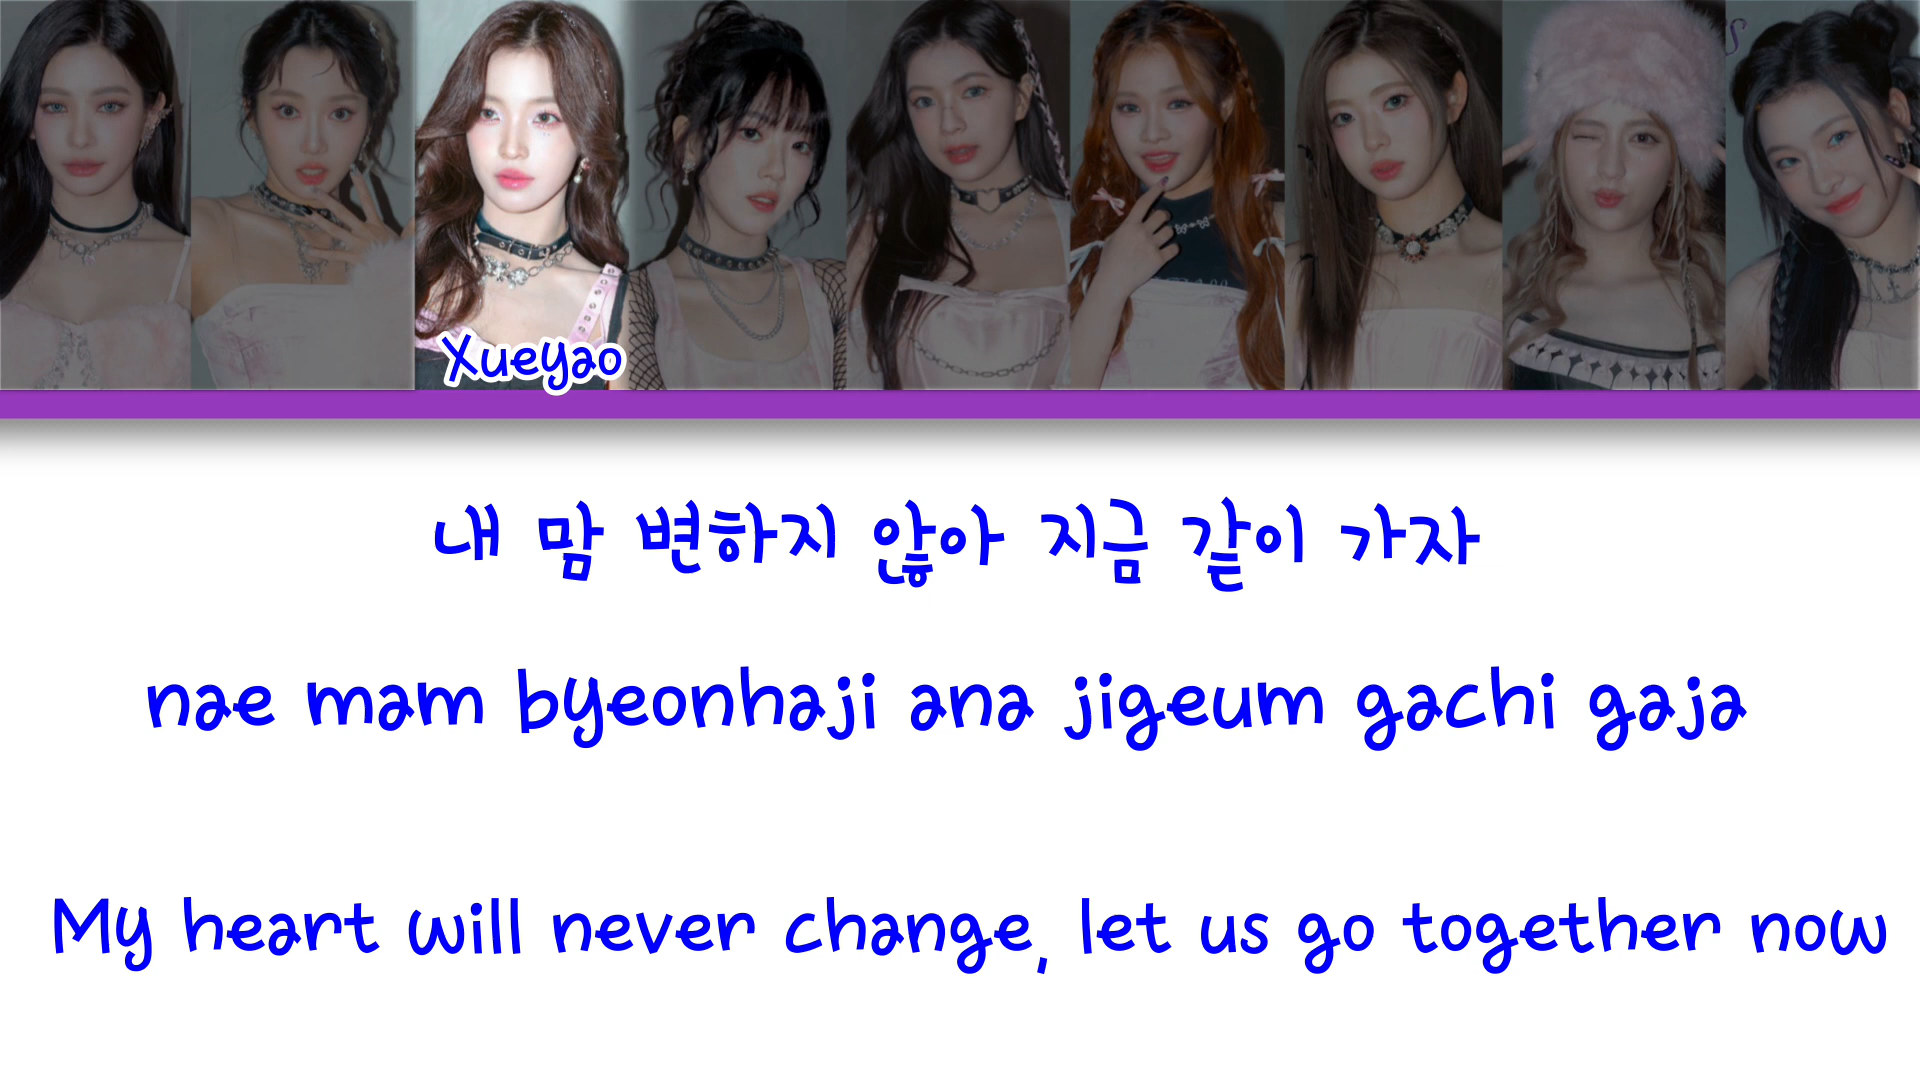 Xueyao
내 맘 변하지 않아 지금 같이 가자
nae mam byeonhaji ana jigeum gachi gaja
My heart will never change, let us go together now